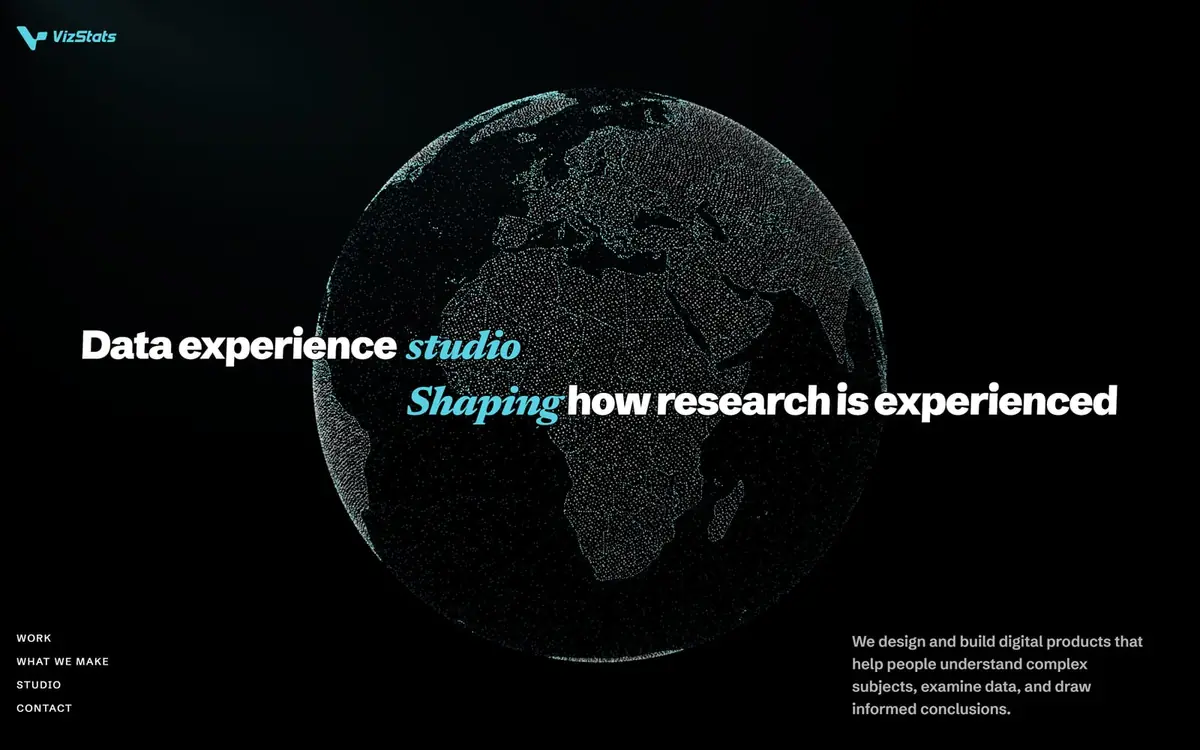 VizStats
Data experience studio
Shaping how research is experienced
WORK
WHAT WE MAKE
STUDIO
CONTACT
We design and build digital products that
help people understand complex
subjects, examine data, and draw
informed conclusions.